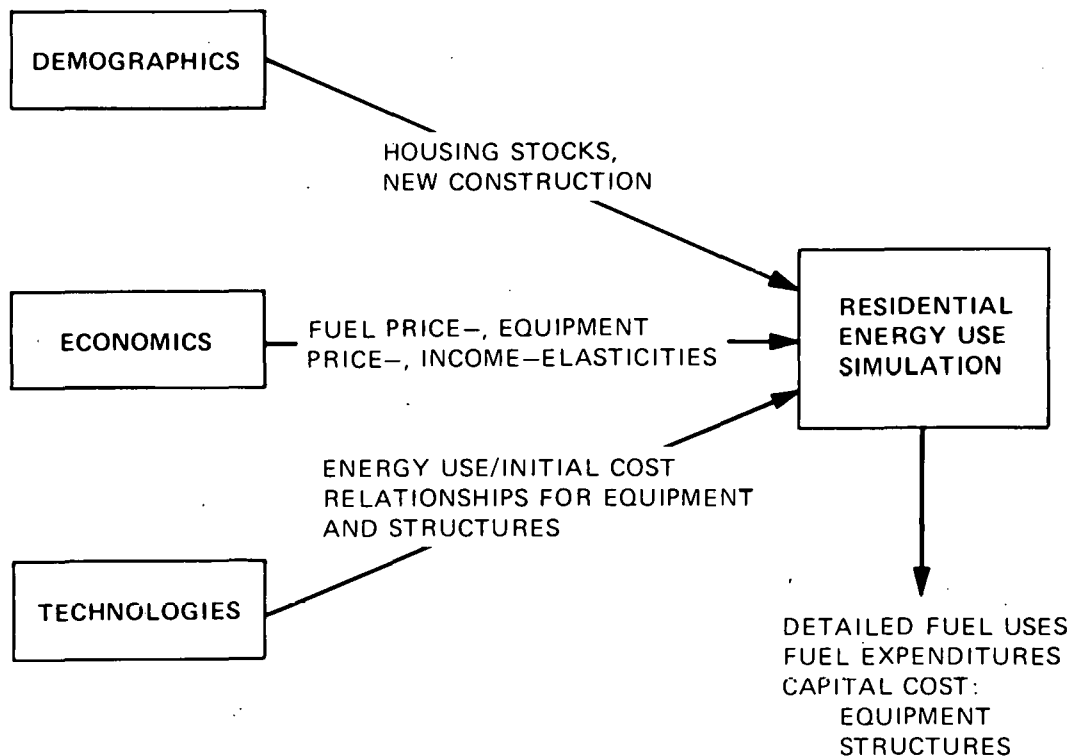 DEMOGRAPHICS
HOUSING STOCKS,
NEW CONSTRUCTION
ECONOMICS
FUEL PRICE–, EQUIPMENT
PRICE–, INCOME–ELASTICITIES
RESIDENTIAL
ENERGY USE
SIMULATION
ENERGY USE/INITIAL COST
RELATIONSHIPS FOR EQUIPMENT
AND STRUCTURES
TECHNOLOGIES
DETAILED FUEL USES
FUEL EXPENDITURES
CAPITAL COST:
EQUIPMENT
STRUCTURES